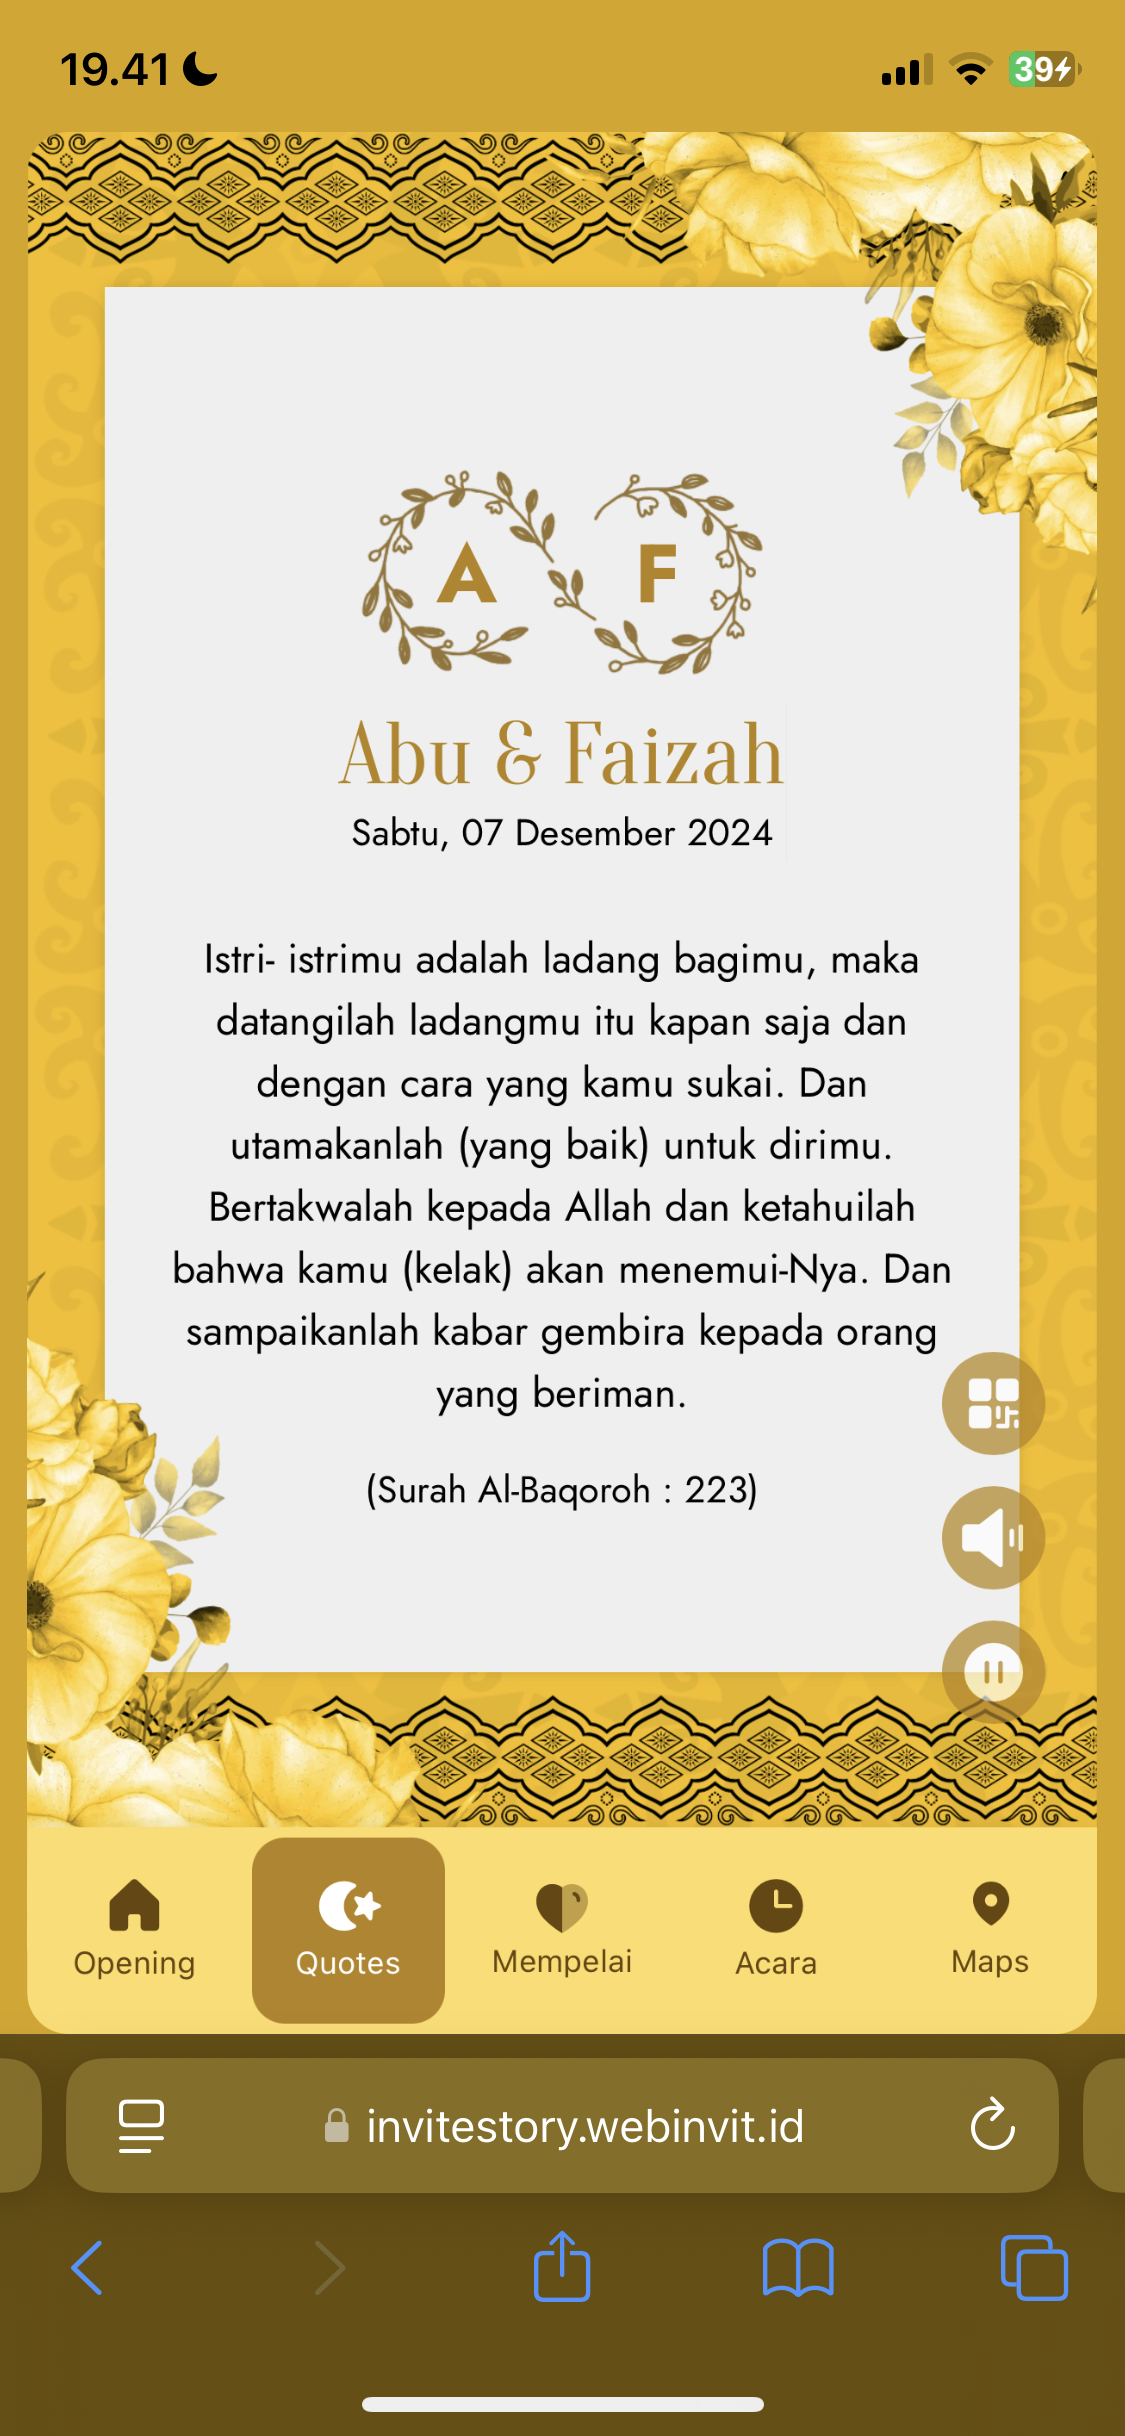 19.41
39
A F
Abu & Faizah
Sabtu, 07 Desember 2024
Istri- istrimu adalah ladang bagimu, maka
datangilah ladangmu itu kapan saja dan
dengan cara yang kamu sukai. Dan
utamakanlah (yang baik) untuk dirimu.
Bertakwalah kepada Allah dan ketahuilah
bahwa kamu (kelak) akan menemui-Nya. Dan
sampaikanlah kabar gembira kepada orang
yang beriman.
(Surah Al-Baqoroh : 223)
Opening Quotes Mempelai Acara Maps
invitestory.webinvit.id